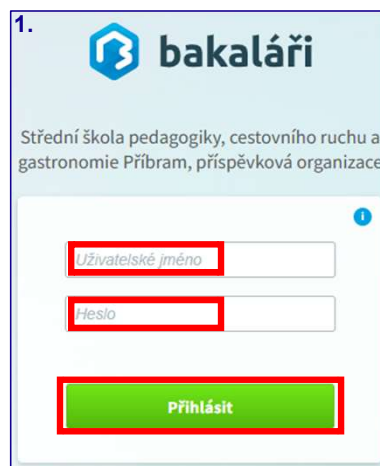 1.
bakaláři
Střední škola pedagogiky, cestovního ruchu a
gastronomie Příbram, příspěvková organizace
i
Uživatelské jméno
Heslo
Přihlásit